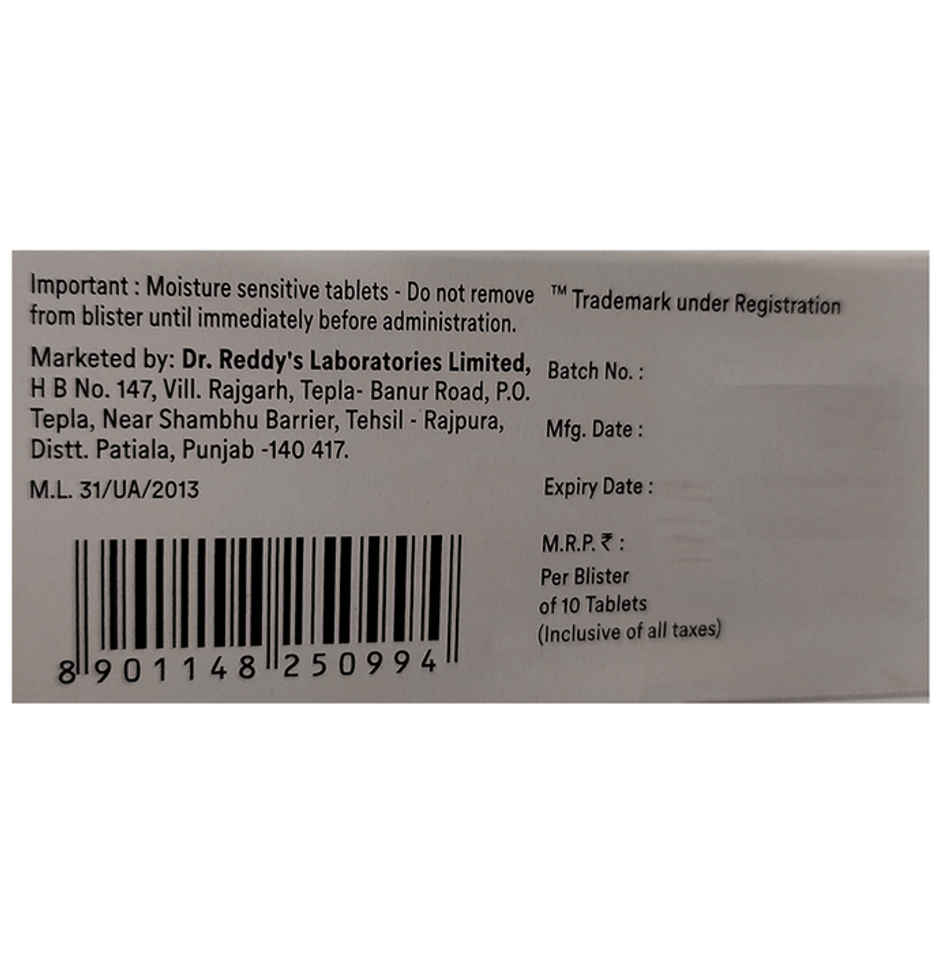 Important : Moisture sensitive tablets - Do not remove
from blister until immediately before administration.
Marketed by: Dr. Reddy's Laboratories Limited,
H B No. 147, Vill. Rajgarh, Tepla- Banur Road, P.O.
Tepla, Near Shambhu Barrier, Tehsil - Rajpura,
Distt. Patiala, Punjab -140 417.
M.L. 31/UA/2013
8 901148 250994
™ Trademark under Registration
Batch No. :
Mfg. Date :
Expiry Date :
M.R.P. ₹ :
Per Blister
of 10 Tablets
(Inclusive of all taxes)